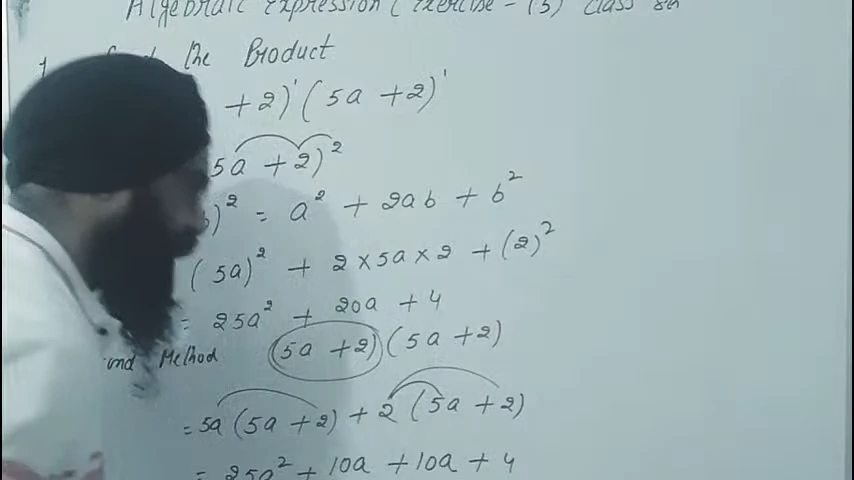 Algebraic Expression (Exercise - (5) Class 8th
1. the Product
+ 2)' (5a + 2)'
5a + 2)²
)² = a² + 2ab + b²
(5a)² + 2 × 5a × 2 + (2)²
= 25a² + 20a + 4
Method (5a + 2) (5a + 2)
= 5a (5a + 2) + 2 (5a + 2)
= 25a² + 10a + 10a + 4